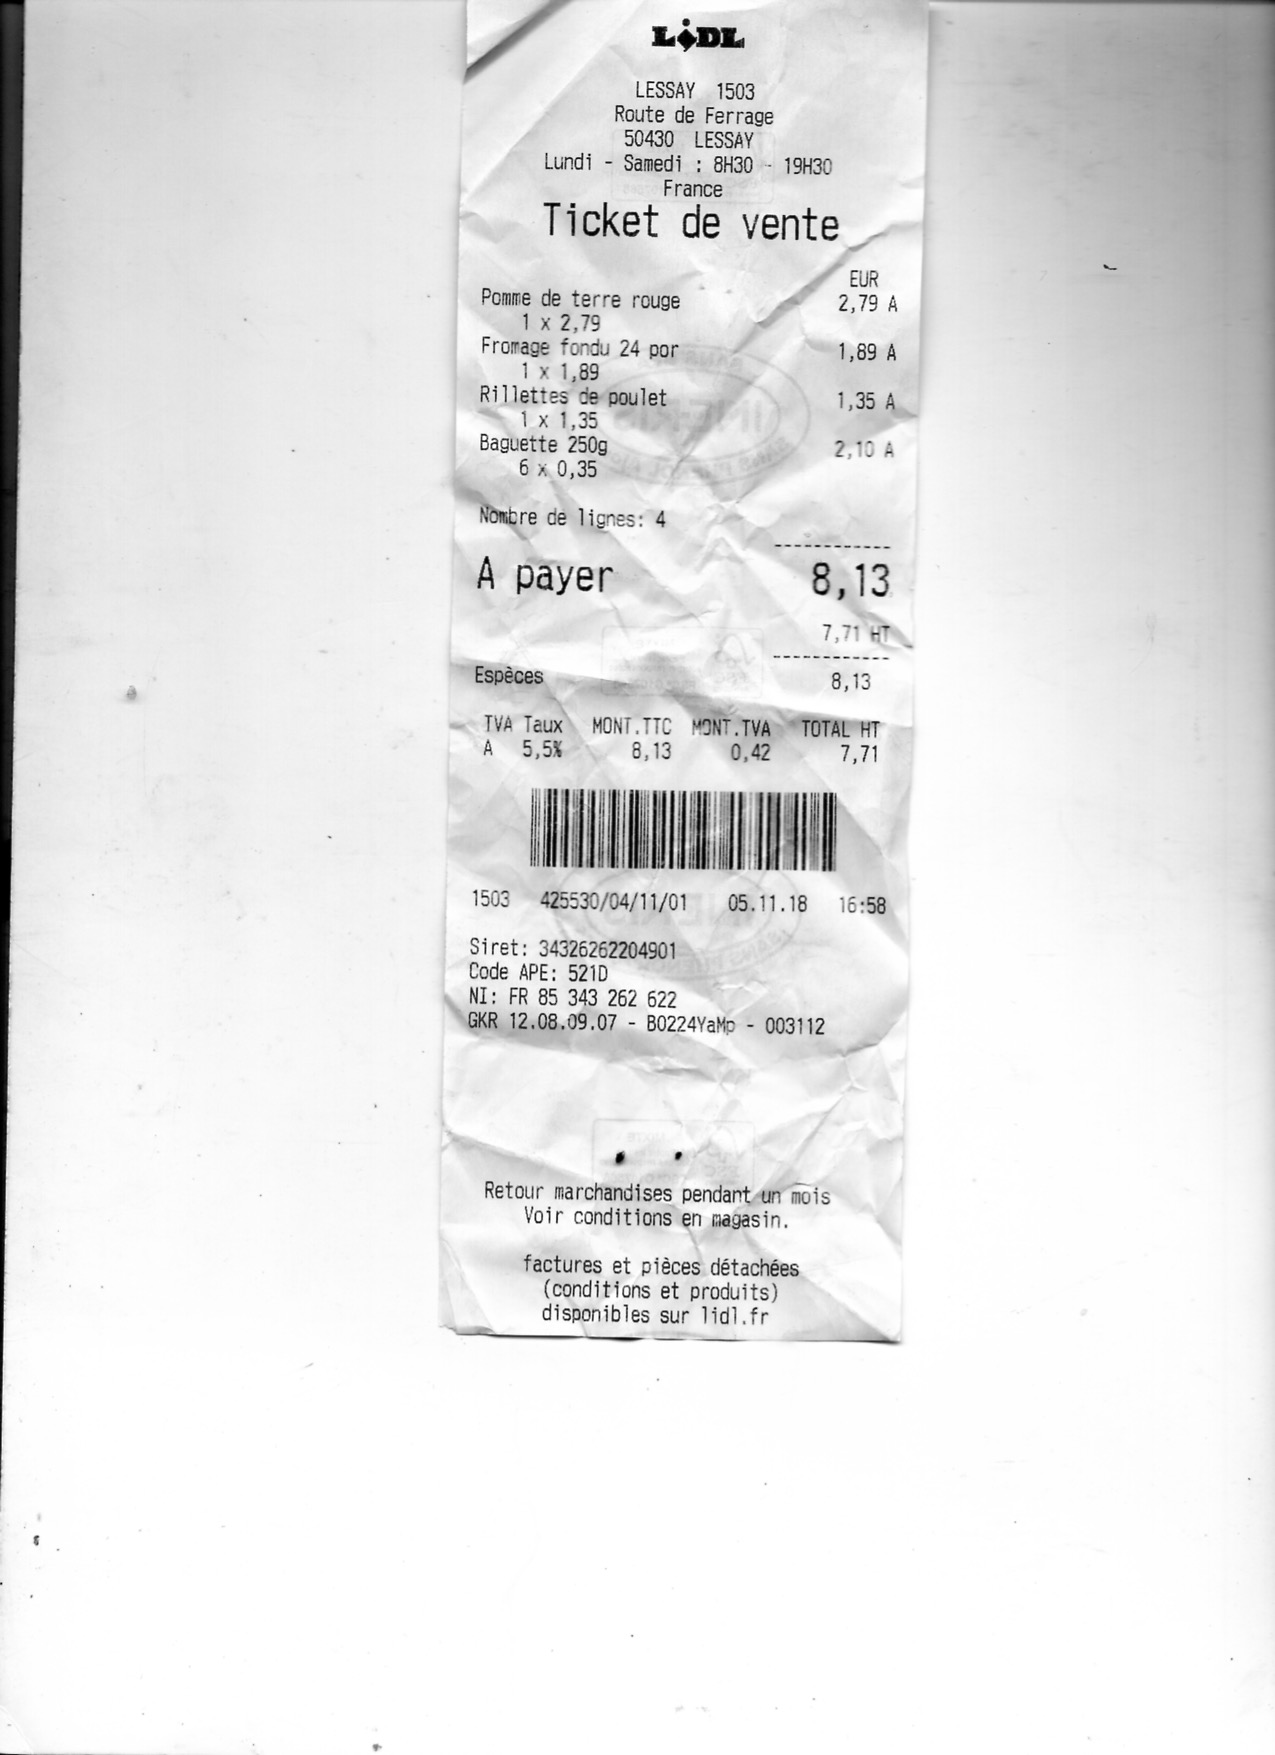 LiDL
LESSAY 1503
Route de Ferrage
50430 LESSAY
Lundi - Samedi : 8H30 - 19H30
France
Ticket de vente
EUR
Pomme de terre rouge 2,79 A
1 x 2,79
Fromage fondu 24 por 1,89 A
1 x 1,89
Rillettes de poulet 1,35 A
1 x 1,35
Baguette 250g 2,10 A
6 x 0,35
Nombre de lignes: 4
A payer 8,13
7,71 HT
Espèces 8,13
TVA Taux MONT.TTC MONT.TVA TOTAL HT
A 5,5% 8,13 0,42 7,71
1503 425530/04/11/01 05.11.18 16:58
Siret: 34326262204901
Code APE: 521D
NI: FR 85 343 262 622
GKR 12.08.09.07 - B0224YaMp - 003112
Retour marchandises pendant un mois
Voir conditions en magasin.
factures et pièces détachées
(conditions et produits)
disponibles sur lidl.fr